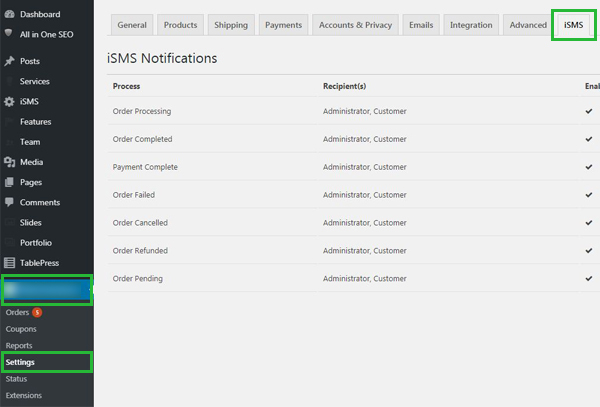 Dashboard
All in One SEO
Posts
Services
iSMS
Features
Team
Media
Pages
Comments
Slides
Portfolio
TablePress
Orders 5
Coupons
Reports
Settings
Status
Extensions
General Products Shipping Payments Accounts & Privacy Emails Integration Advanced iSMS
iSMS Notifications
Process Recipient(s) Enal
Order Processing Administrator, Customer ✔
Order Completed Administrator, Customer ✔
Payment Complete Administrator, Customer ✔
Order Failed Administrator, Customer ✔
Order Cancelled Administrator, Customer ✔
Order Refunded Administrator, Customer ✔
Order Pending Administrator, Customer ✔